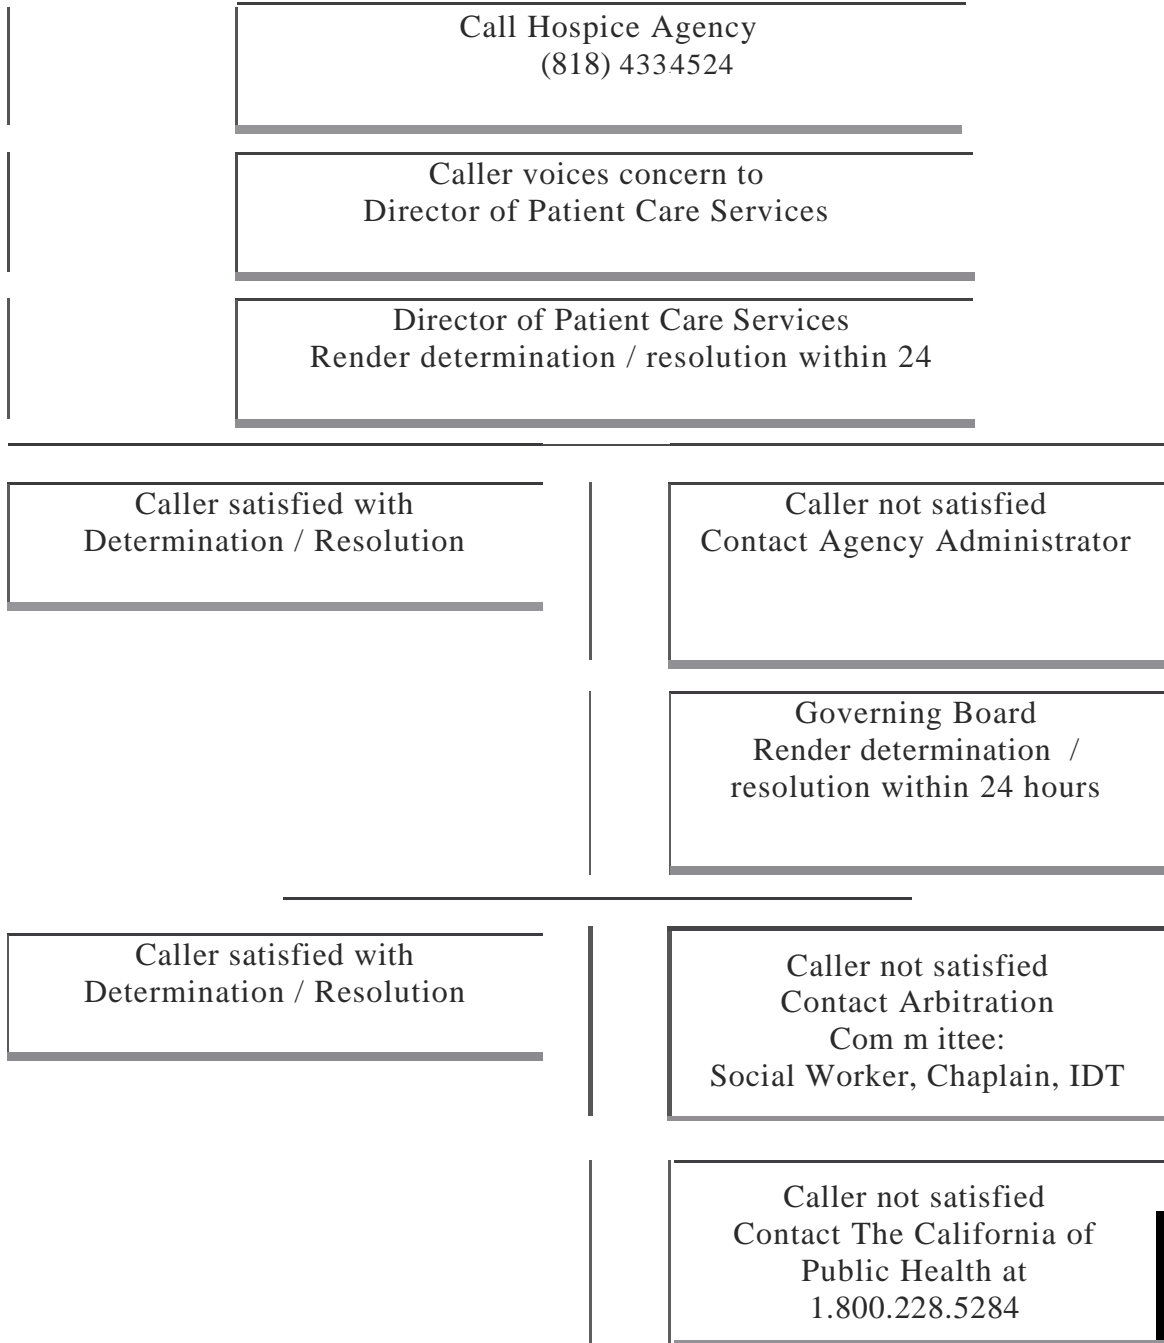 Call Hospice Agency
(818) 4334524
Caller voices concern to
Director of Patient Care Services
Director of Patient Care Services
Render determination / resolution within 24
Caller satisfied with
Determination / Resolution
Caller not satisfied
Contact Agency Administrator
Governing Board
Render determination /
resolution within 24 hours
Caller satisfied with
Determination / Resolution
Caller not satisfied
Contact Arbitration
Com m ittee:
Social Worker, Chaplain, IDT
Caller not satisfied
Contact The California of
Public Health at
1.800.228.5284